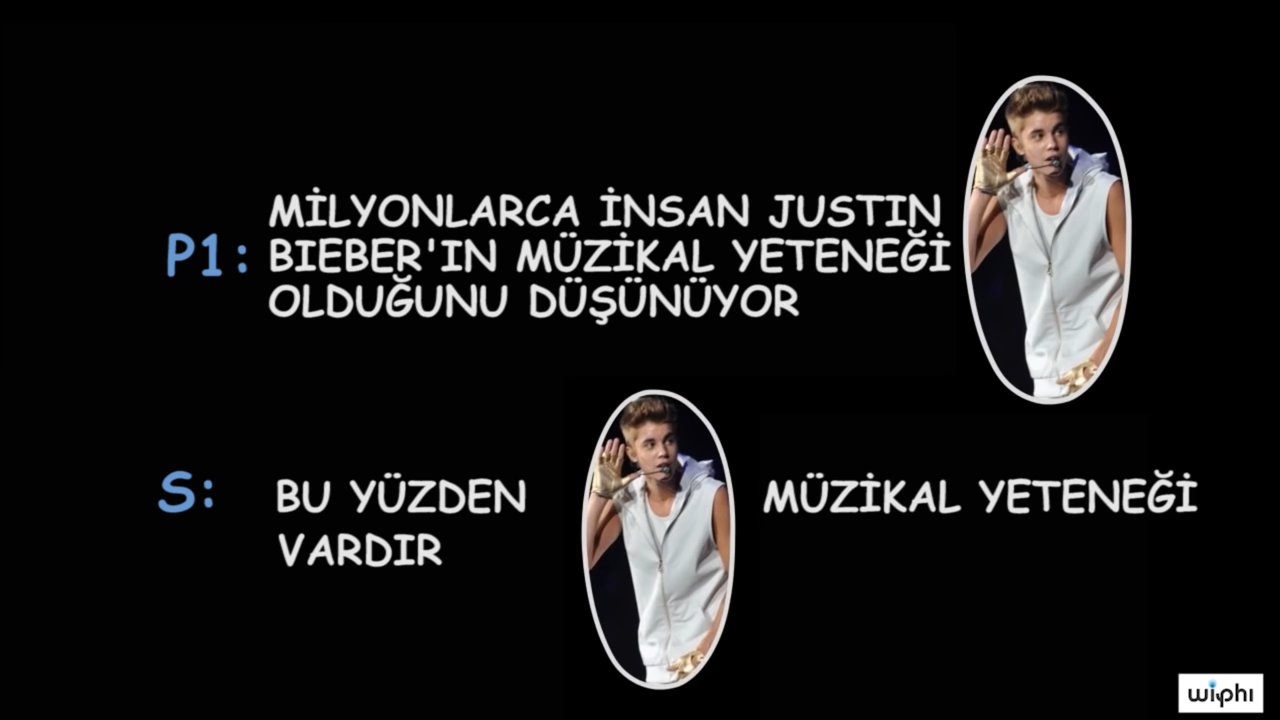 P1: MİLYONLARCA İNSAN JUSTIN
BIEBER'IN MÜZİKAL YETENEĞİ
OLDUĞUNU DÜŞÜNÜYOR
S: BU YÜZDEN MÜZİKAL YETENEĞİ
VARDIR
wiphi